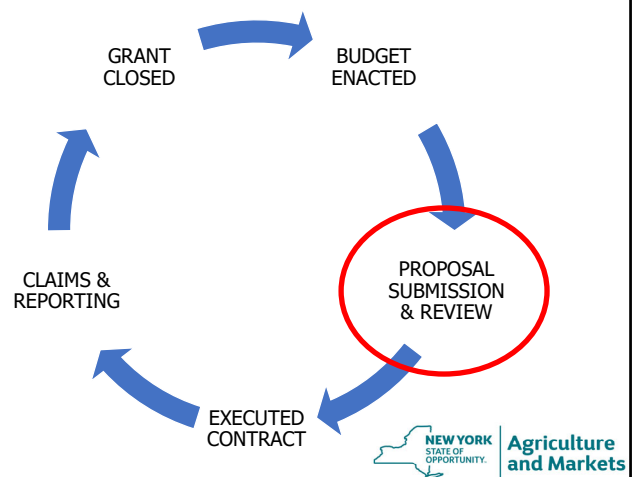 GRANT
CLOSED
BUDGET
ENACTED
PROPOSAL
SUBMISSION
& REVIEW
CLAIMS &
REPORTING
EXECUTED
CONTRACT
NEW YORK
STATE OF
OPPORTUNITY.
Agriculture
and Markets